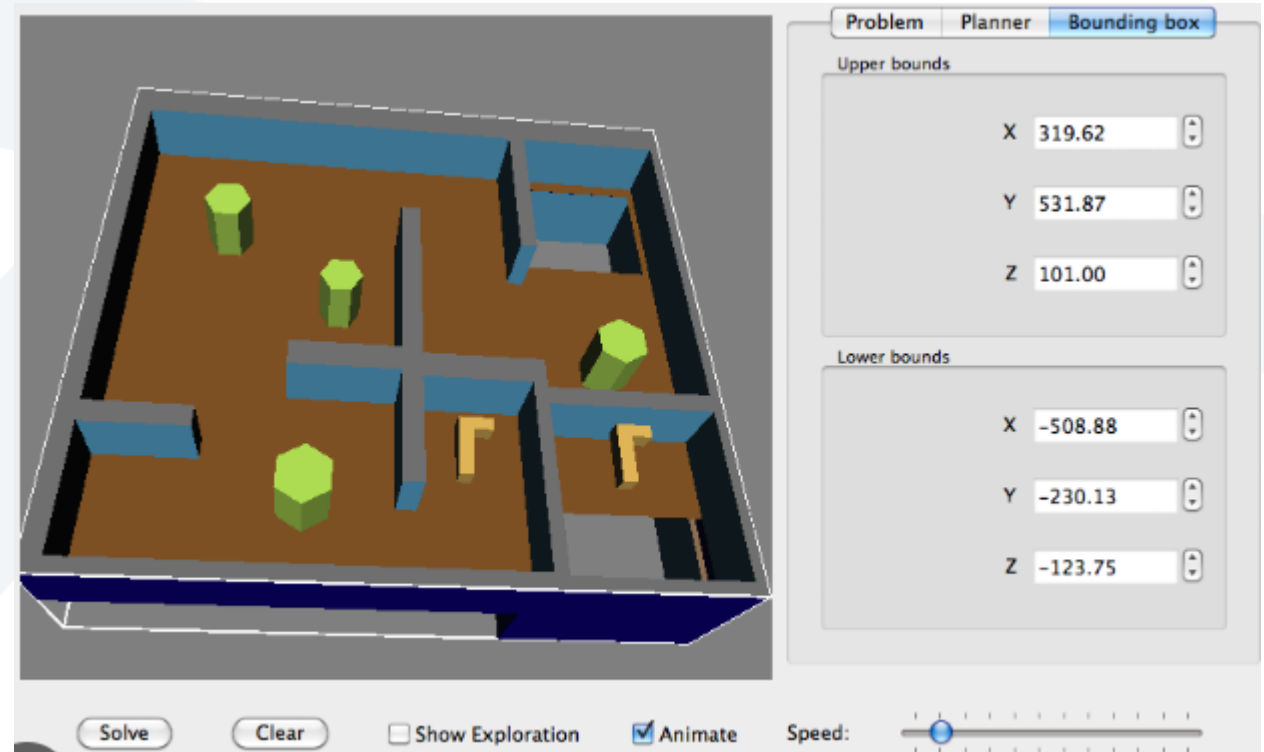 Problem Planner Bounding box
Upper bounds
X 319.62
Y 531.87
Z 101.00
Lower bounds
X -508.88
Y -230.13
Z -123.75
Solve Clear Show Exploration Animate Speed: